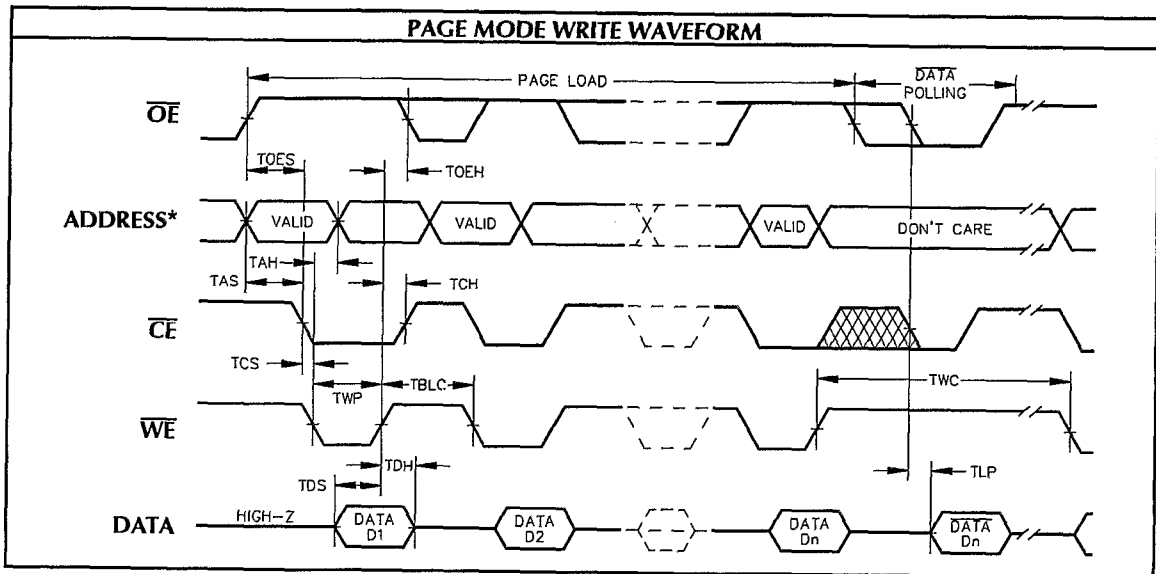 PAGE MODE WRITE WAVEFORM
PAGE LOAD
DATA
POLLING
OE
TOES
TOEH
ADDRESS*
VALID
VALID
VALID
DON'T CARE
TAH
TAS
TCH
CE
TCS
TWP
TBLC
TWC
WE
TDH
TDS
TLP
DATA
HIGH-Z
DATA
D1
DATA
D2
DATA
Dn
DATA
Dn